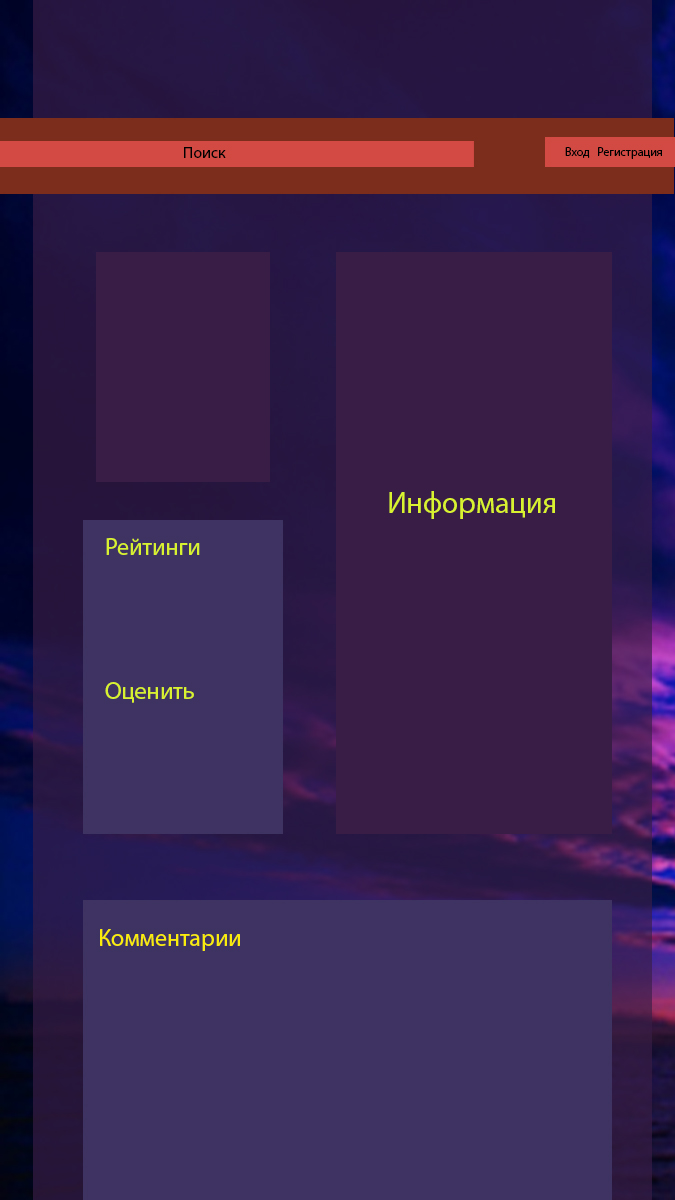 Поиск
Вход Регистрация
Информация
Рейтинги
Оценить
Комментарии